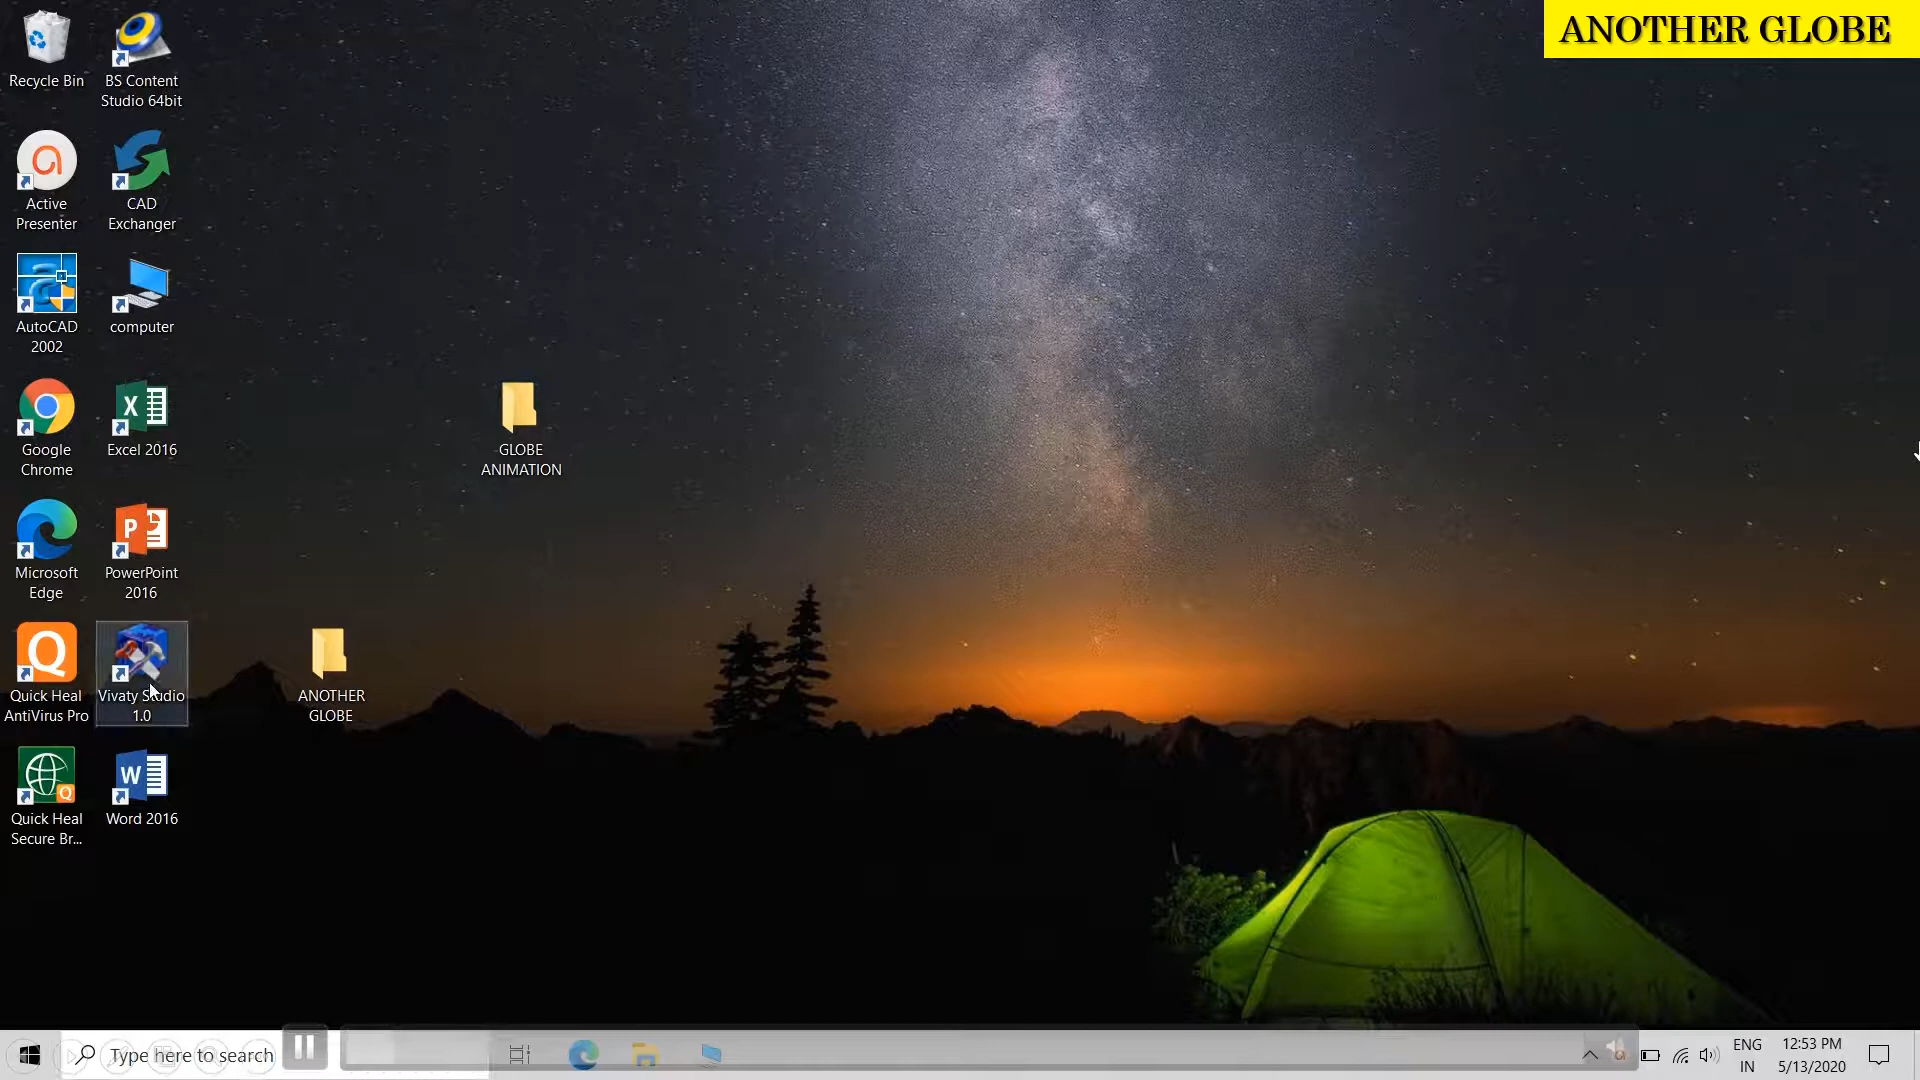 ANOTHER GLOBE
Recycle Bin
BS Content
Studio 64bit
Active
Presenter
CAD
Exchanger
AutoCAD
2002
computer
Google
Chrome
Excel 2016
GLOBE
ANIMATION
Microsoft
Edge
PowerPoint
2016
Quick Heal
AntiVirus Pro
Vivaty Studio
1.0
ANOTHER
GLOBE
Quick Heal
Secure Br...
Word 2016
Type here to search
ENG
IN
12:53 PM
5/13/2020